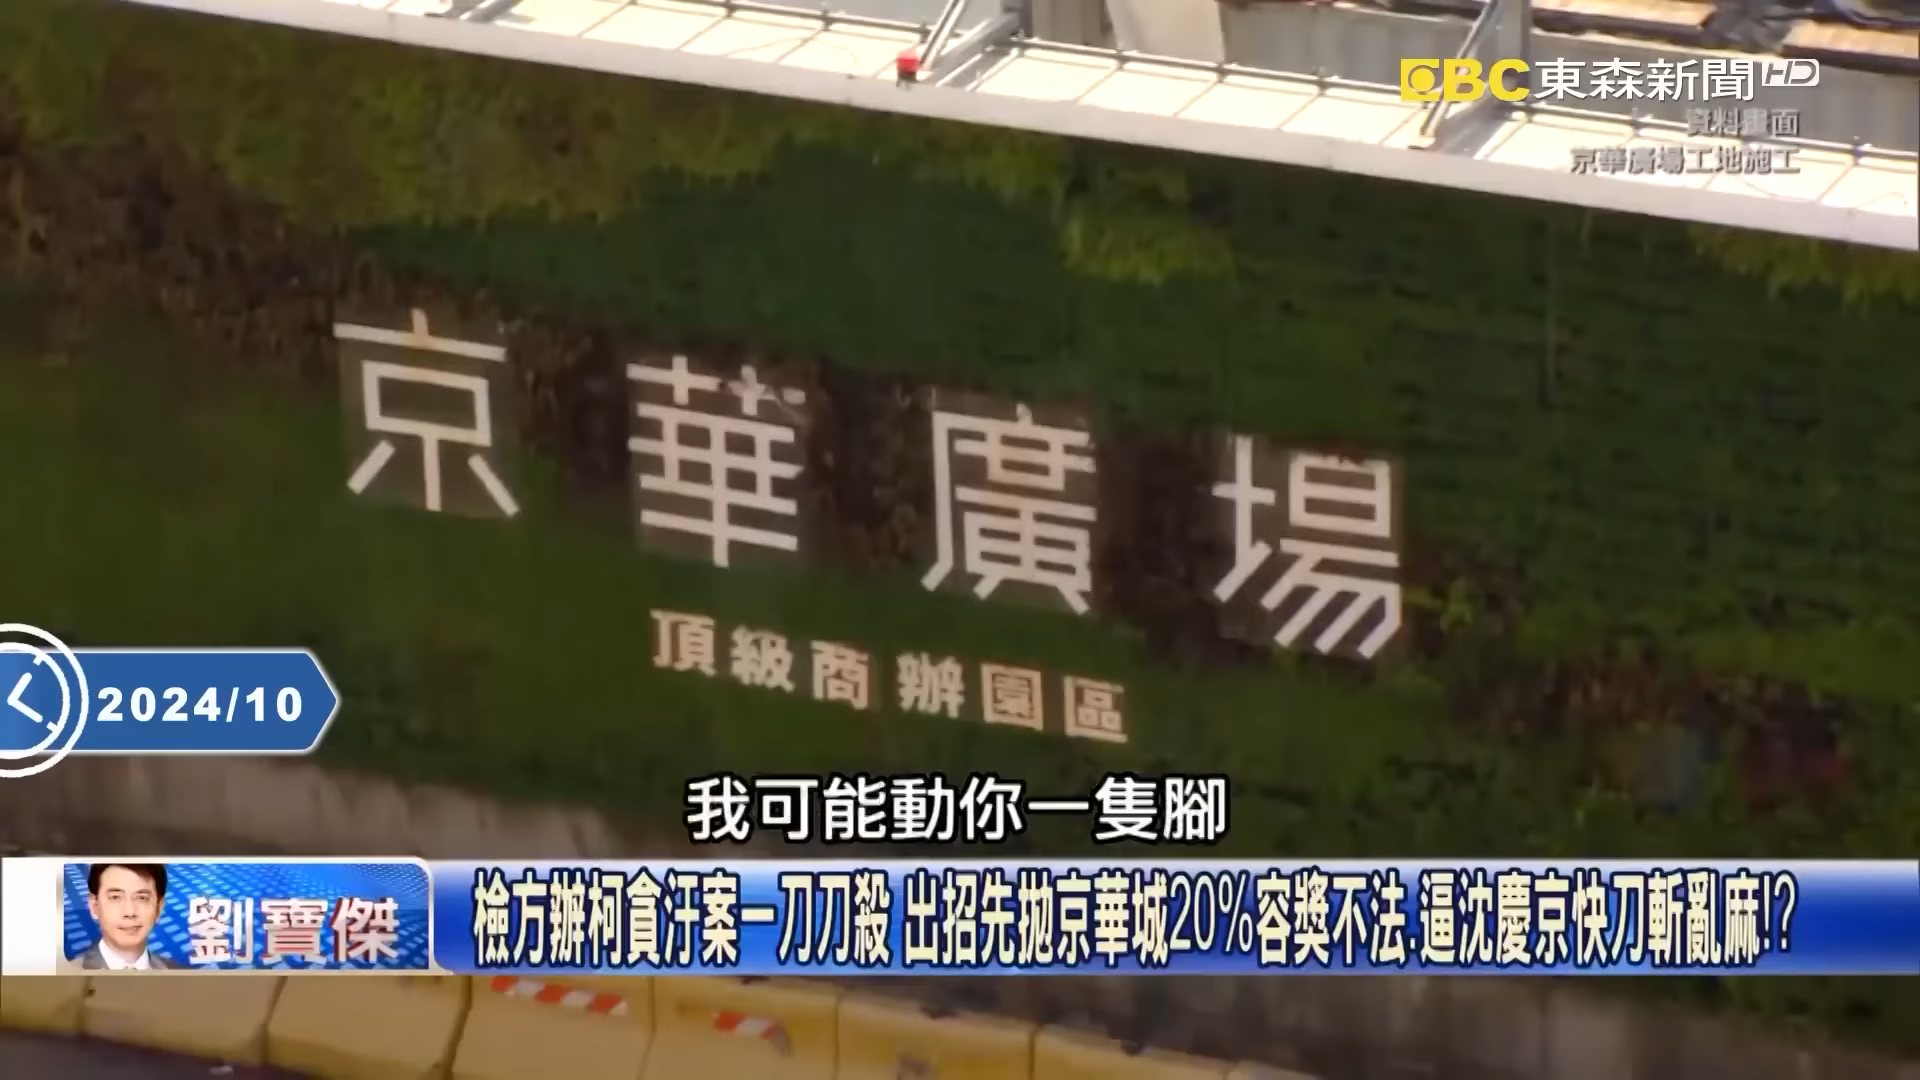 EBC東森新聞HD
資料畫面
京華廣場工地施工
京華廣場
頂級商辦園區
2024/10
我可能動你一隻腳
劉寶傑
檢方辦柯貪汙案一刀刀殺 出招先拋京華城20%容獎不法.逼沈慶京快刀斬亂麻!?